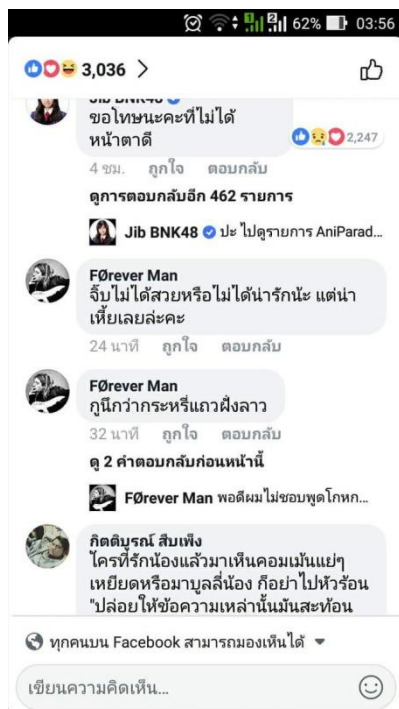 62% 03:56
3,036
Jib BNK48
ขอโทษนะคะที่ไม่ได้
หน้าตาดี
2,247
4 ชม. ถูกใจ ตอบกลับ
ดูการตอบกลับอีก 462 รายการ
Jib BNK48 ปะ ไปดูรายการ AniParad...
FØrever Man
จิ๊บไม่ได้สวยหรือไม่ได้น่ารักน้ะ แต่น่า
เหี้ยเลยล่ะคะ
24 นาที ถูกใจ ตอบกลับ
FØrever Man
กูนึกว่ากระหรี่แถวฝั่งลาว
32 นาที ถูกใจ ตอบกลับ
ดู 2 คำตอบกลับก่อนหน้านี้
FØrever Man พอดีผมไม่ชอบพูดโกหก...
กิตติบูรณ์ สืบเพ็ง
ใครที่รักน้องแล้วมาเห็นคอมเม้นแย่ๆ
เหยียดหรือมาบูลลี่น้อง ก็อย่าไปหัวร้อน
"ปล่อยให้ข้อความเหล่านั้นมันสะท้อน
ทุกคนบน Facebook สามารถมองเห็นได้
เขียนความคิดเห็น...